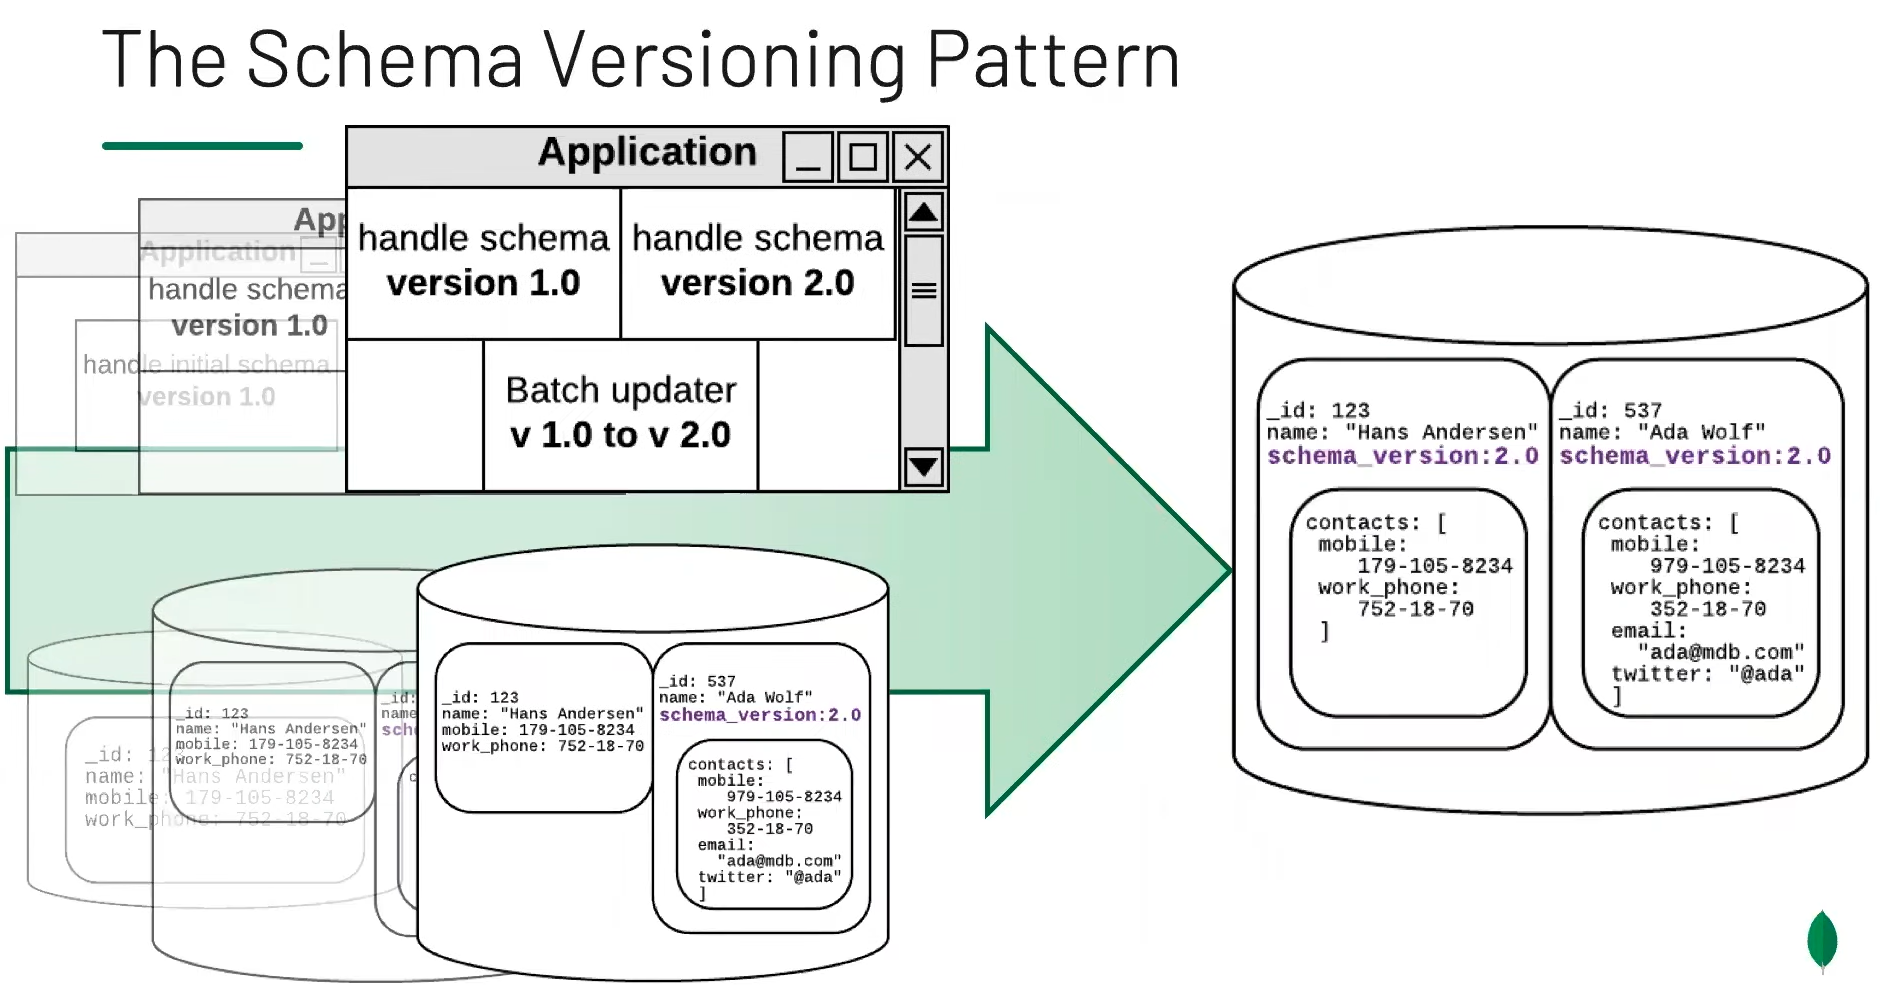 The Schema Versioning Pattern
Application
handle schema
version 1.0
handle schema
version 2.0
Batch updater
v 1.0 to v 2.0
App
handle schema
version 1.0
Application
handle initial schema
version 1.0
_id: 123
name: "Hans Andersen"
mobile: 179-105-8234
work_phone: 752-18-70
_id: 123
name: "Hans Andersen"
mobile: 179-105-8234
work_phone: 752-18-70
_id:
name
sche
c
_id: 123
name: "Hans Andersen"
mobile: 179-105-8234
work_phone: 752-18-70
_id: 537
name: "Ada Wolf"
schema_version:2.0
contacts: [
mobile:
979-105-8234
work_phone:
352-18-70
email:
"ada@mdb.com"
twitter: "@ada"
]
_id: 123
name: "Hans Andersen"
schema_version:2.0
contacts: [
mobile:
179-105-8234
work_phone:
752-18-70
]
_id: 537
name: "Ada Wolf"
schema_version:2.0
contacts: [
mobile:
979-105-8234
work_phone:
352-18-70
email:
"ada@mdb.com"
twitter: "@ada"
]